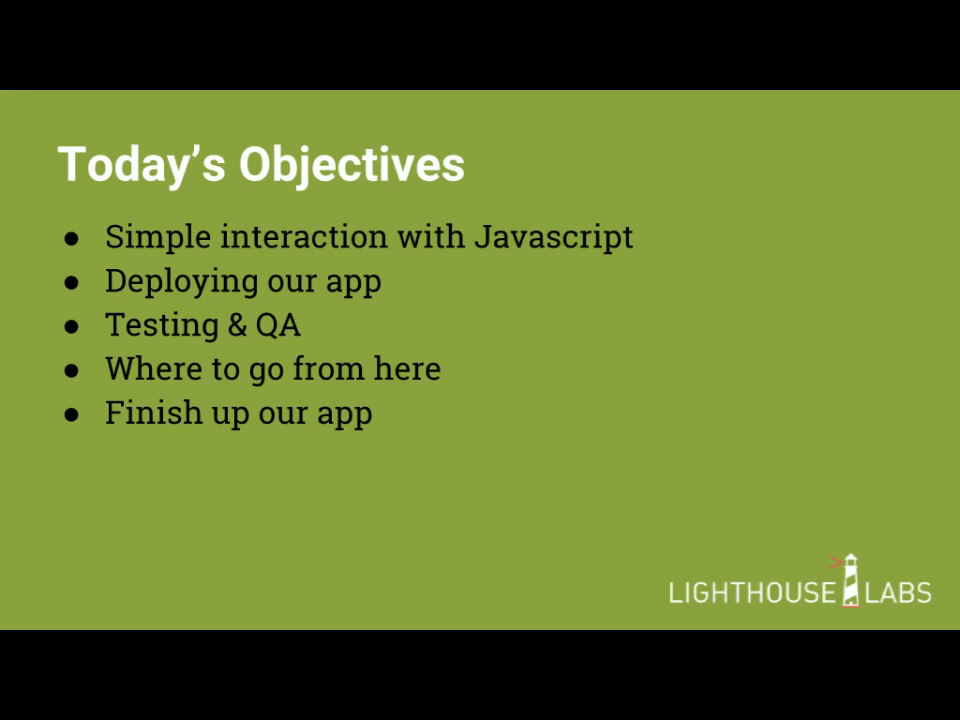 Today’s Objectives
● Simple interaction with Javascript
● Deploying our app
● Testing & QA
● Where to go from here
● Finish up our app
LIGHTHOUSE LABS